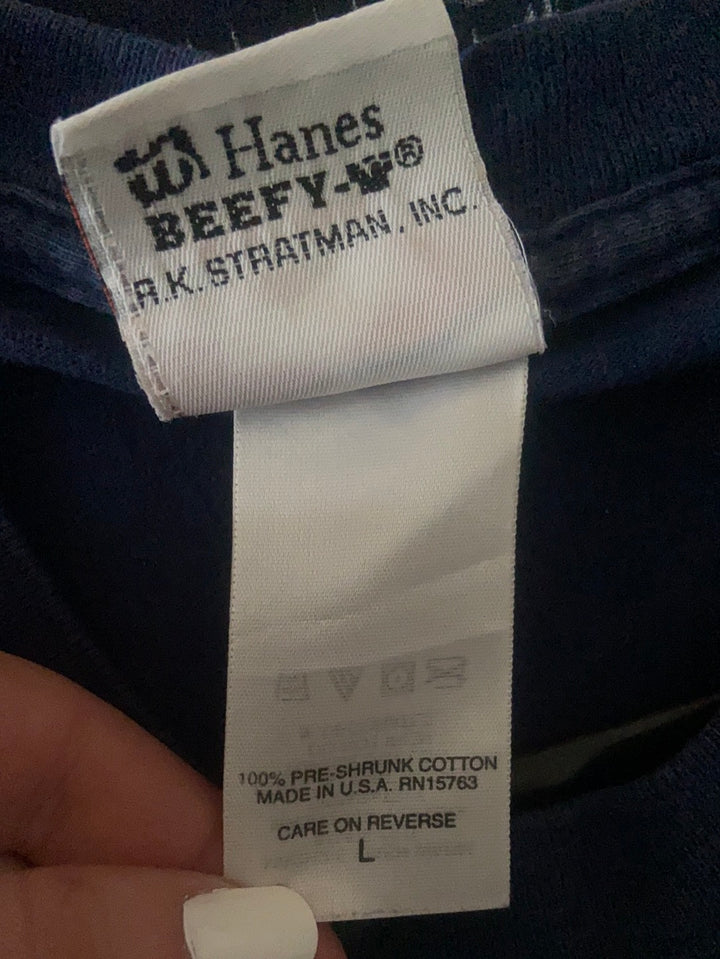 Hanes
BEEFY-T®
R.K. STRATMAN, INC.
100% PRE-SHRUNK COTTON
MADE IN U.S.A. RN15763
CARE ON REVERSE
L